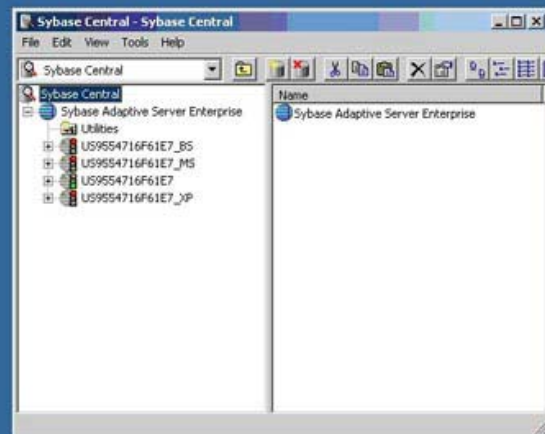 Sybase Central - Sybase Central
File Edit View Tools Help
Sybase Central
Sybase Central
Sybase Adaptive Server Enterprise
Utilities
US9554716F61E7_BS
US9554716F61E7_MS
US9554716F61E7
US9554716F61E7_XP
Name
Sybase Adaptive Server Enterprise